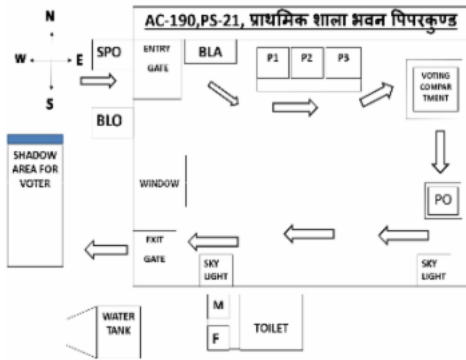 AC-190,PS-21, प्राथमिक शाला भवन पिपरकुण्ड
N
W
E
S
SPO
ENTRY
GATE
BLA
P1
P2
P3
VOTING
COMPAR
TMENT
BLO
SHADOW
AREA FOR
VOTER
WINDOW
PO
EXIT
GATE
SKY
LIGHT
SKY
LIGHT
WATER
TANK
M
F
TOILET